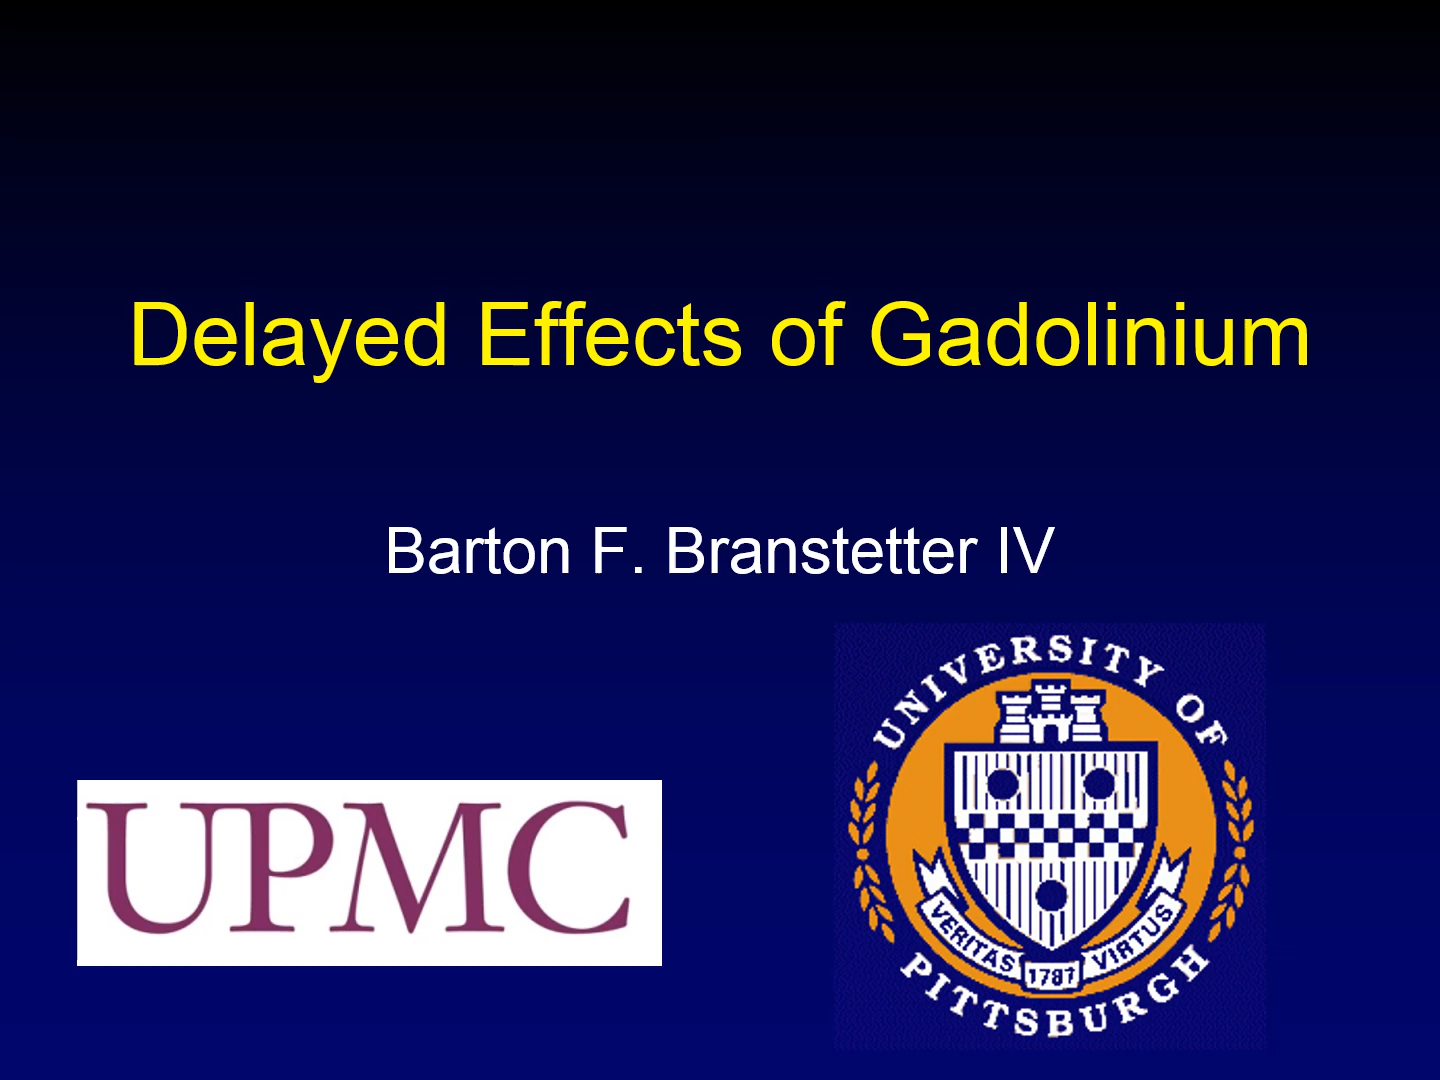 Delayed Effects of Gadolinium
Barton F. Branstetter IV
UPMC
UNIVERSITY OF
PITTSBURGH
VERITAS
1787
VIRTUS